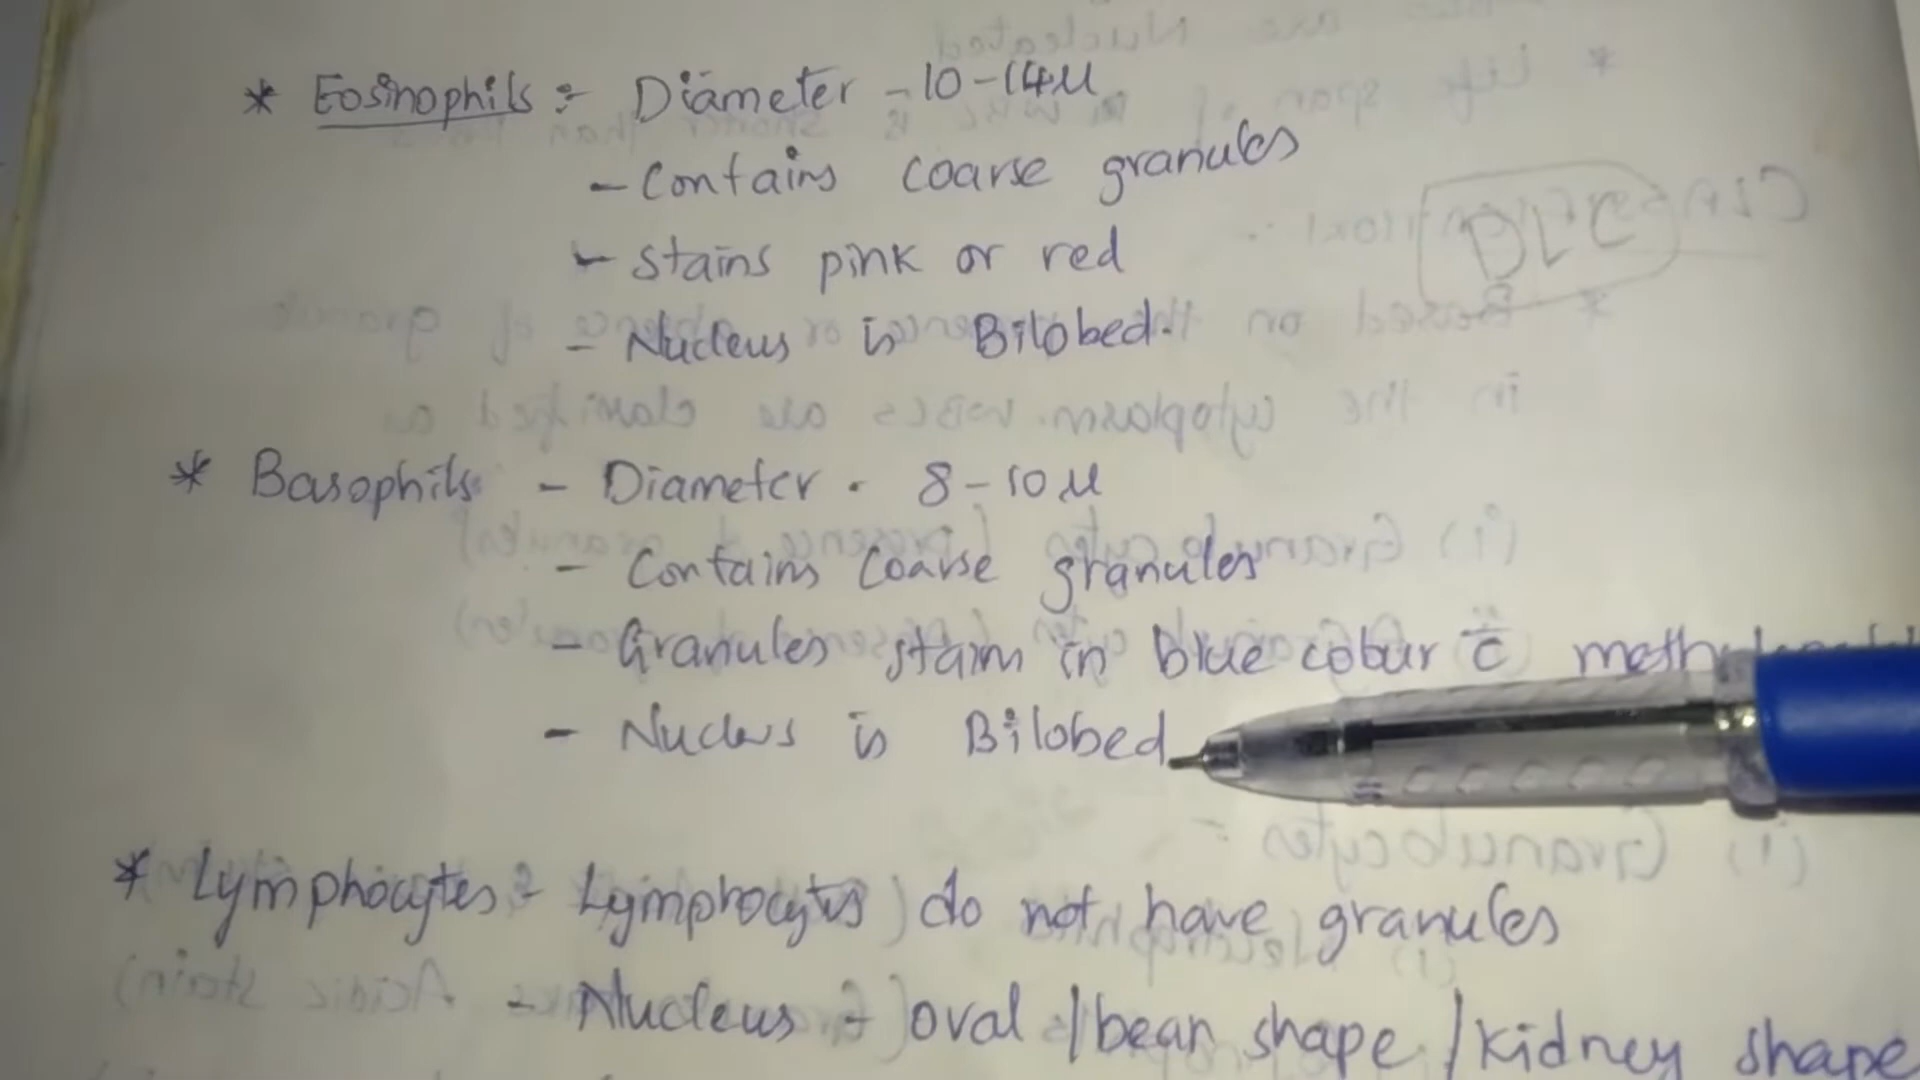 * Eosinophils :- Diameter - 10-14μ
- Contains coarse granules
- stains pink or red
- Nucleus is Bilobed.
* Basophils - Diameter . 8-10μ
- Contains coarse granules
- Granules stain in blue colour c̄
- Nucleus is Bilobed
* Lymphocytes :- Lymphocytes do not have granules
- Nucleus :- oval / bean shape / kidney shape